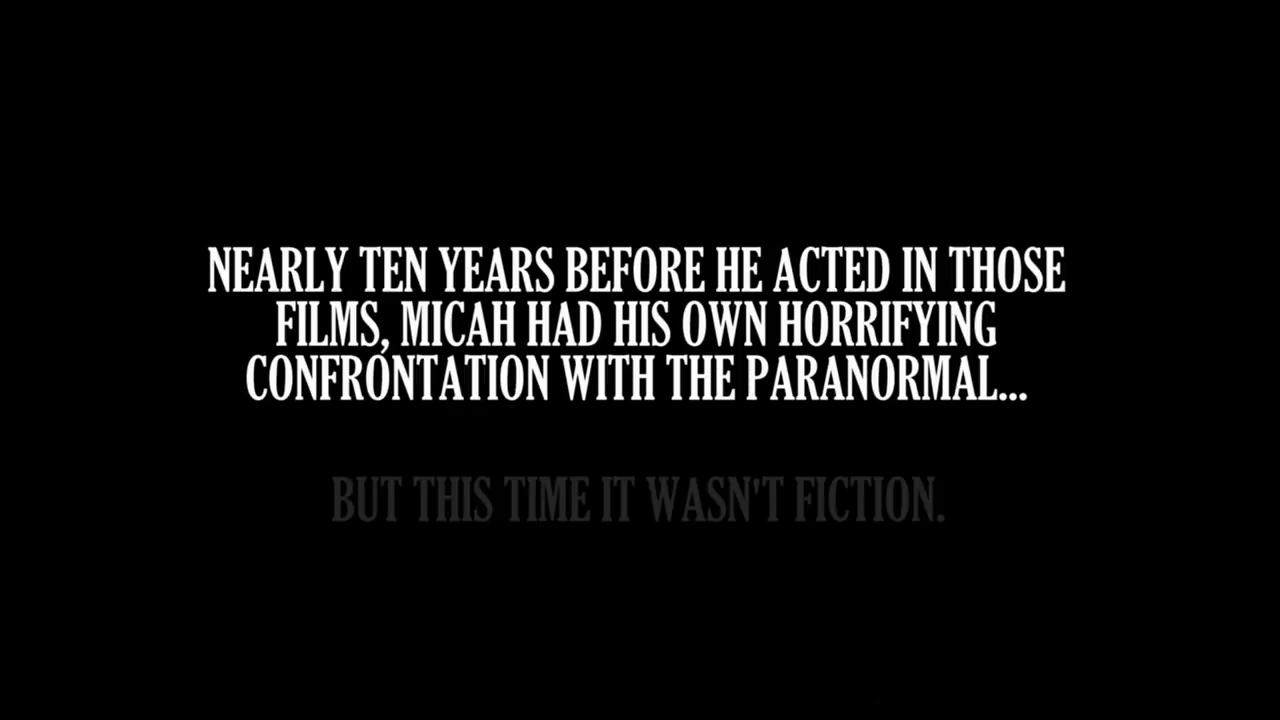 NEARLY TEN YEARS BEFORE HE ACTED IN THOSE
FILMS, MICAH HAD HIS OWN HORRIFYING
CONFRONTATION WITH THE PARANORMAL...
BUT THIS TIME IT WASN'T FICTION.